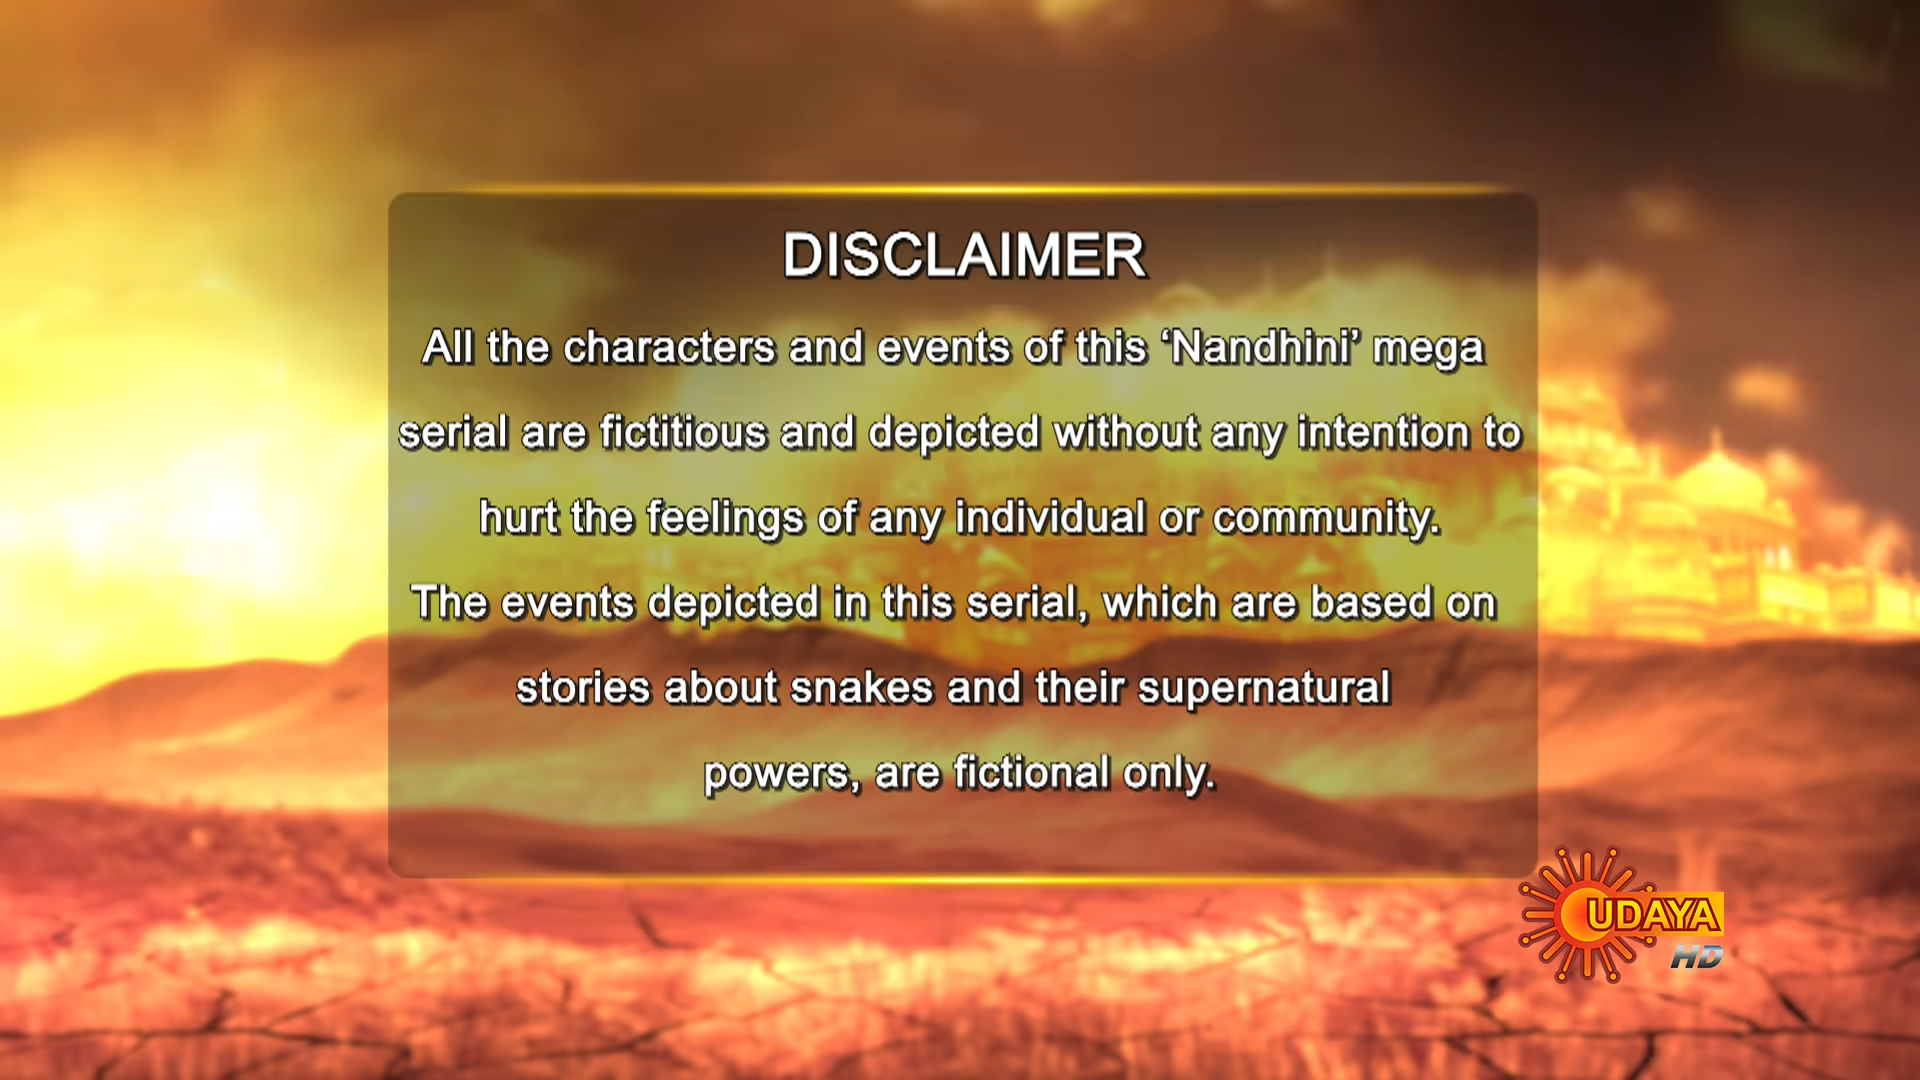 DISCLAIMER
All the characters and events of this ‘Nandhini’ mega
serial are fictitious and depicted without any intention to
hurt the feelings of any individual or community.
The events depicted in this serial, which are based on
stories about snakes and their supernatural
powers, are fictional only.
UDAYA
HD